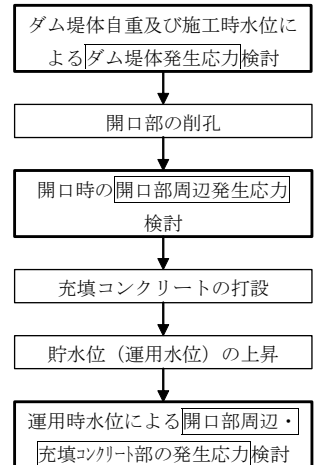 ダム堤体自重及び施工時水位に
よるダム堤体発生応力検討
開口部の削孔
開口時の開口部周辺発生応力
検討
充填コンクリートの打設
貯水位（運用水位）の上昇
運用時水位による開口部周辺・
充填ｺﾝｸﾘｰﾄ部の発生応力検討